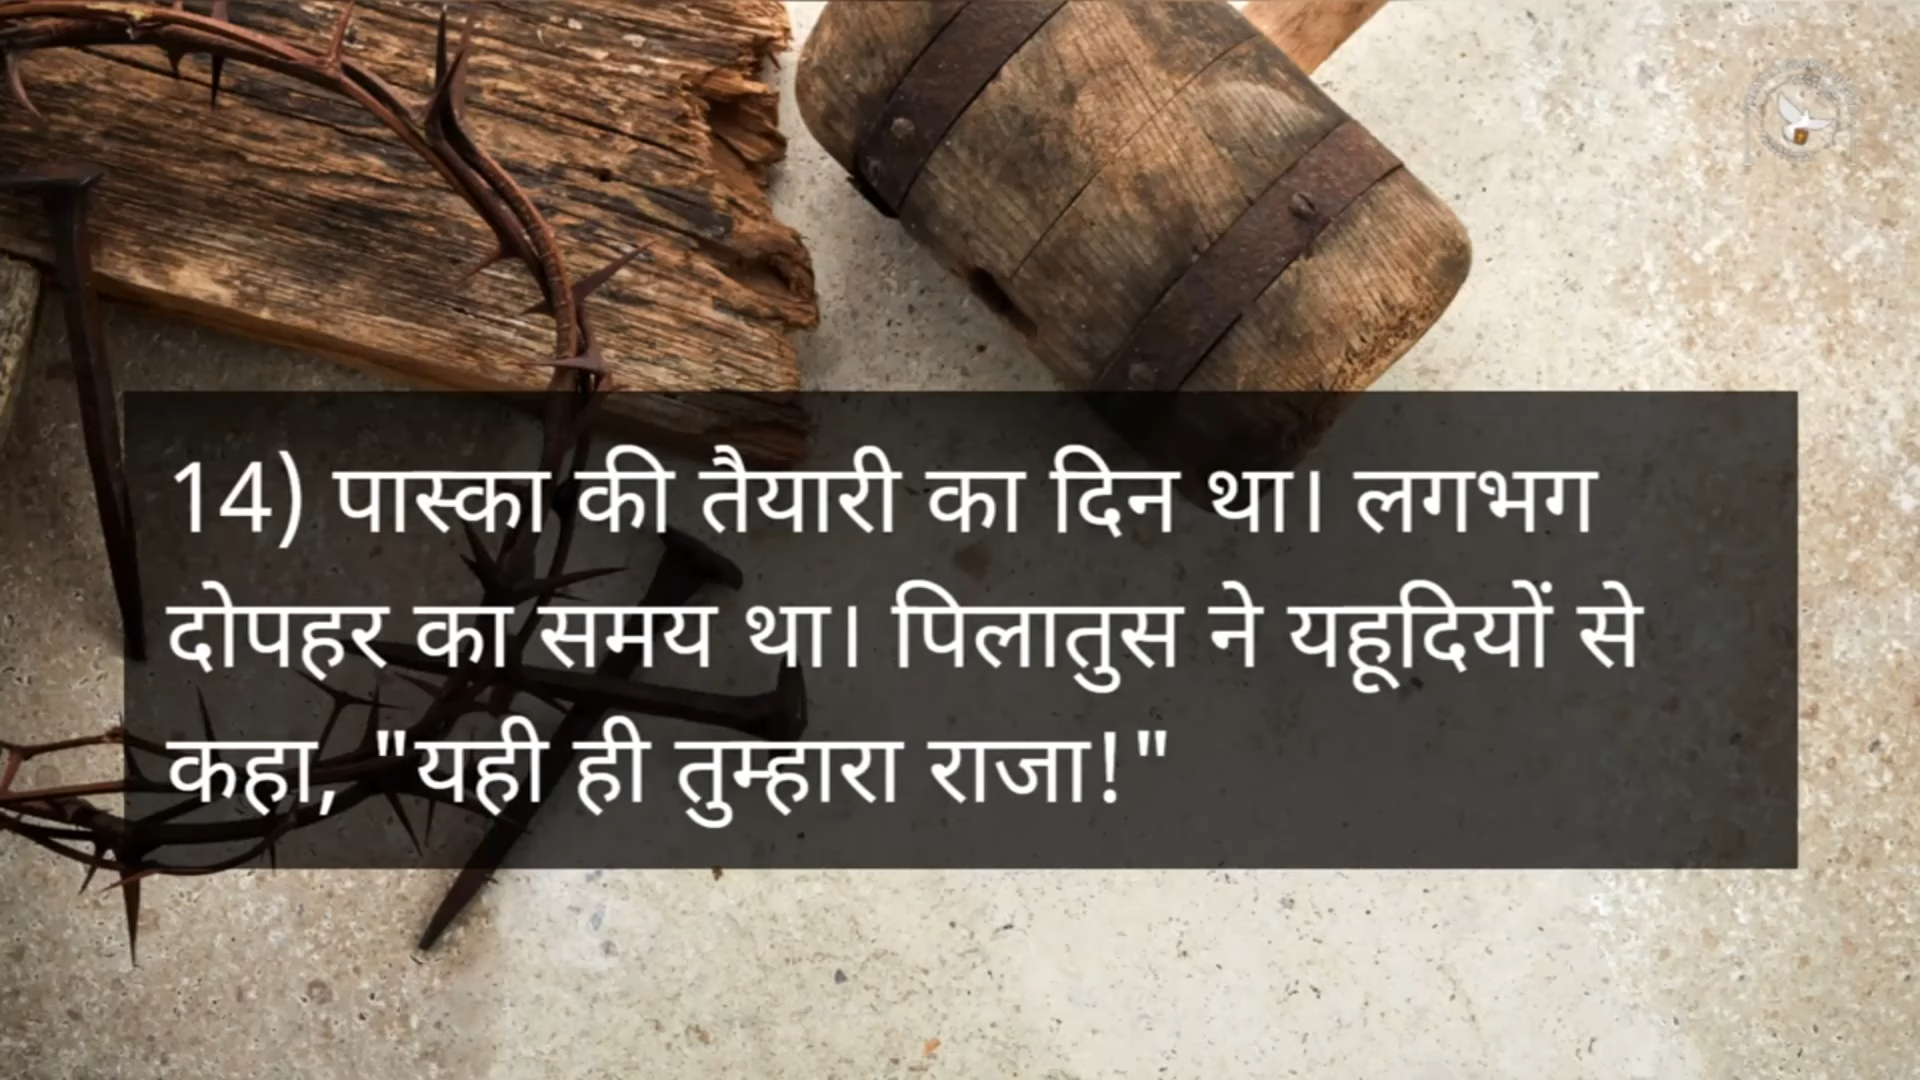 14) पास्का की तैयारी का दिन था। लगभग
दोपहर का समय था। पिलातुस ने यहूदियों से
कहा, "यही ही तुम्हारा राजा!"